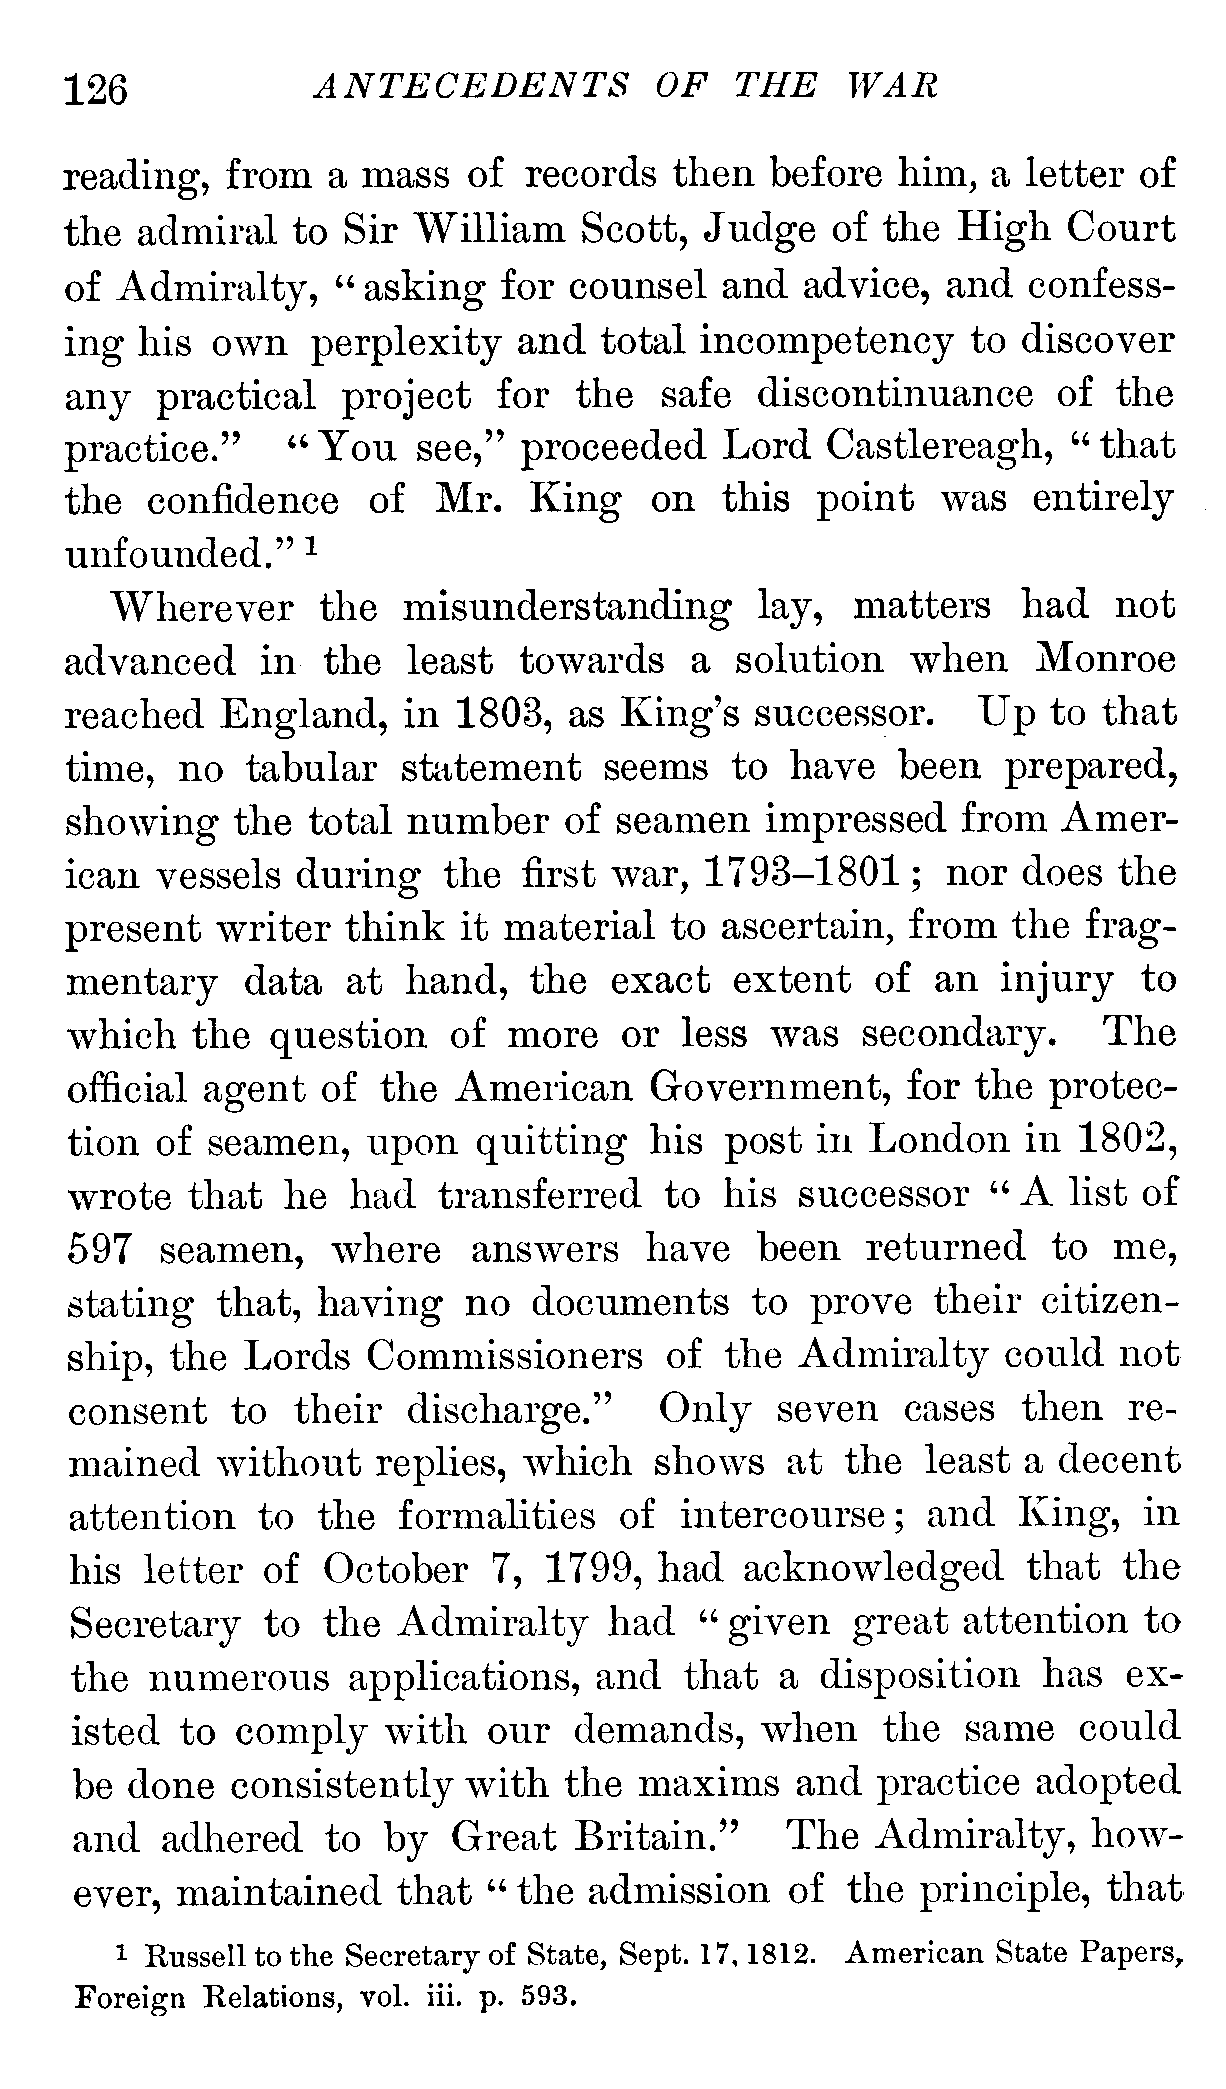 126 ANTECEDENTS OF THE WAR
reading, from a mass of records then before him, a letter of
the admiral to Sir William Scott, Judge of the High Court
of Admiralty, “asking for counsel and advice, and confess-
ing his own perplexity and total incompetency to discover
any practical project for the safe discontinuance of the
practice.” “You see,” proceeded Lord Castlereagh, “that
the confidence of Mr. King on this point was entirely
unfounded.” 1
Wherever the misunderstanding lay, matters had not
advanced in the least towards a solution when Monroe
reached England, in 1803, as King’s successor. Up to that
time, no tabular statement seems to have been prepared,
showing the total number of seamen impressed from Amer-
ican vessels during the first war, 1793–1801; nor does the
present writer think it material to ascertain, from the frag-
mentary data at hand, the exact extent of an injury to
which the question of more or less was secondary. The
official agent of the American Government, for the protec-
tion of seamen, upon quitting his post in London in 1802,
wrote that he had transferred to his successor “A list of
597 seamen, where answers have been returned to me,
stating that, having no documents to prove their citizen-
ship, the Lords Commissioners of the Admiralty could not
consent to their discharge.” Only seven cases then re-
mained without replies, which shows at the least a decent
attention to the formalities of intercourse; and King, in
his letter of October 7, 1799, had acknowledged that the
Secretary to the Admiralty had “given great attention to
the numerous applications, and that a disposition has ex-
isted to comply with our demands, when the same could
be done consistently with the maxims and practice adopted
and adhered to by Great Britain.” The Admiralty, how-
ever, maintained that “the admission of the principle, that
1 Russell to the Secretary of State, Sept. 17, 1812. American State Papers,
Foreign Relations, vol. iii. p. 593.